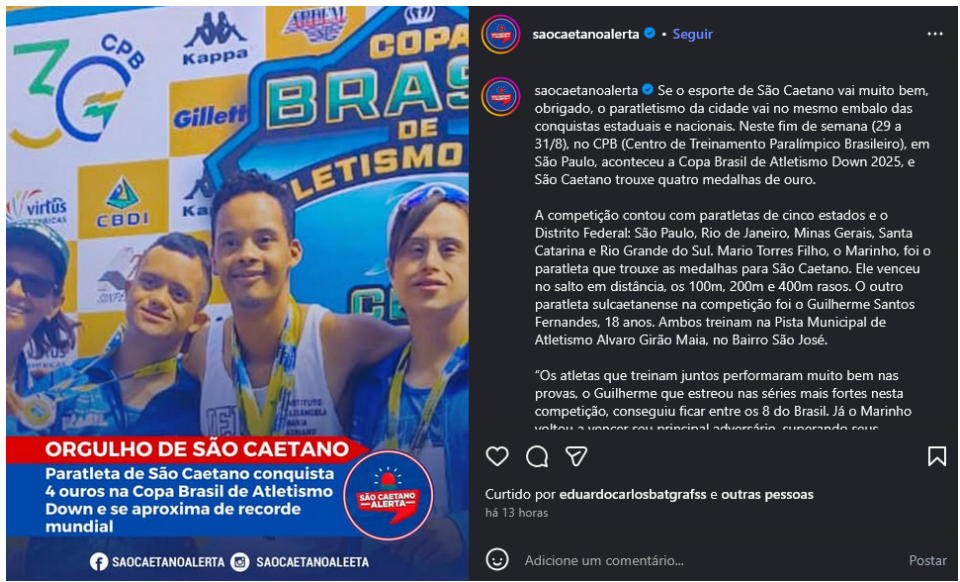 30
CPB
Kappa
Gillett
COPA
BRAS
DE
ATLETISMO
virtus
CBDI
Ka
ORGULHO DE SÃO CAETANO
Paratleta de São Caetano conquista
4 ouros na Copa Brasil de Atletismo
Down e se aproxima de recorde
mundial
SÃO CAETANO
ALERTA
SAOCAETANOALERTA SAOCAETANOALEETA
saocaetanoalerta • Seguir
saocaetanoalerta Se o esporte de São Caetano vai muito bem,
obrigado, o paratletismo da cidade vai no mesmo embalo das
conquistas estaduais e nacionais. Neste fim de semana (29 a
31/8), no CPB (Centro de Treinamento Paralímpico Brasileiro), em
São Paulo, aconteceu a Copa Brasil de Atletismo Down 2025, e
São Caetano trouxe quatro medalhas de ouro.
A competição contou com paratletas de cinco estados e o
Distrito Federal: São Paulo, Rio de Janeiro, Minas Gerais, Santa
Catarina e Rio Grande do Sul. Mario Torres Filho, o Marinho, foi o
paratleta que trouxe as medalhas para São Caetano. Ele venceu
no salto em distância, os 100m, 200m e 400m rasos. O outro
paratleta sulcaetanense na competição foi o Guilherme Santos
Fernandes, 18 anos. Ambos treinam na Pista Municipal de
Atletismo Alvaro Girão Maia, no Bairro São José.
“Os atletas que treinam juntos performaram muito bem nas
provas, o Guilherme que estreou nas séries mais fortes nesta
competição, conseguiu ficar entre os 8 do Brasil. Já o Marinho
voltou a vencer seu principal adversário, superando seus
Curtido por eduardocarlosbatgrafss e outras pessoas
há 13 horas
Adicione um comentário...
Postar